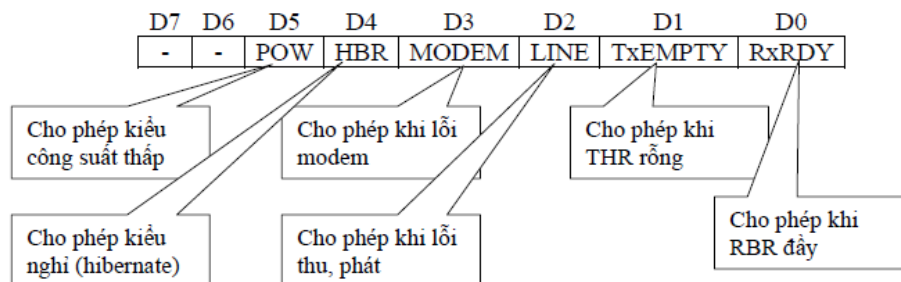 D7 D6 D5 D4 D3 D2 D1 D0
- - POW HBR MODEM LINE TxEMPTY RxRDY
Cho phép kiểu
công suất thấp
Cho phép khi lỗi
modem
Cho phép khi
THR rỗng
Cho phép kiểu
nghỉ (hibernate)
Cho phép khi lỗi
thu, phát
Cho phép khi
RBR đầy